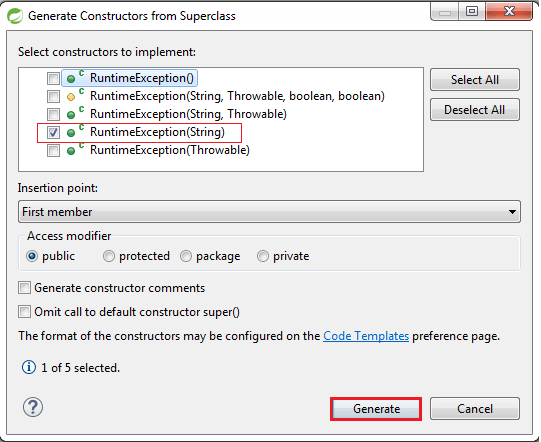 Generate Constructors from Superclass
Select constructors to implement:
C RuntimeException()
C RuntimeException(String, Throwable, boolean, boolean)
C RuntimeException(String, Throwable)
C RuntimeException(String)
C RuntimeException(Throwable)
Select All
Deselect All
Insertion point:
First member
Access modifier
public protected package private
Generate constructor comments
Omit call to default constructor super()
The format of the constructors may be configured on the Code Templates preference page.
i 1 of 5 selected.
? Generate Cancel